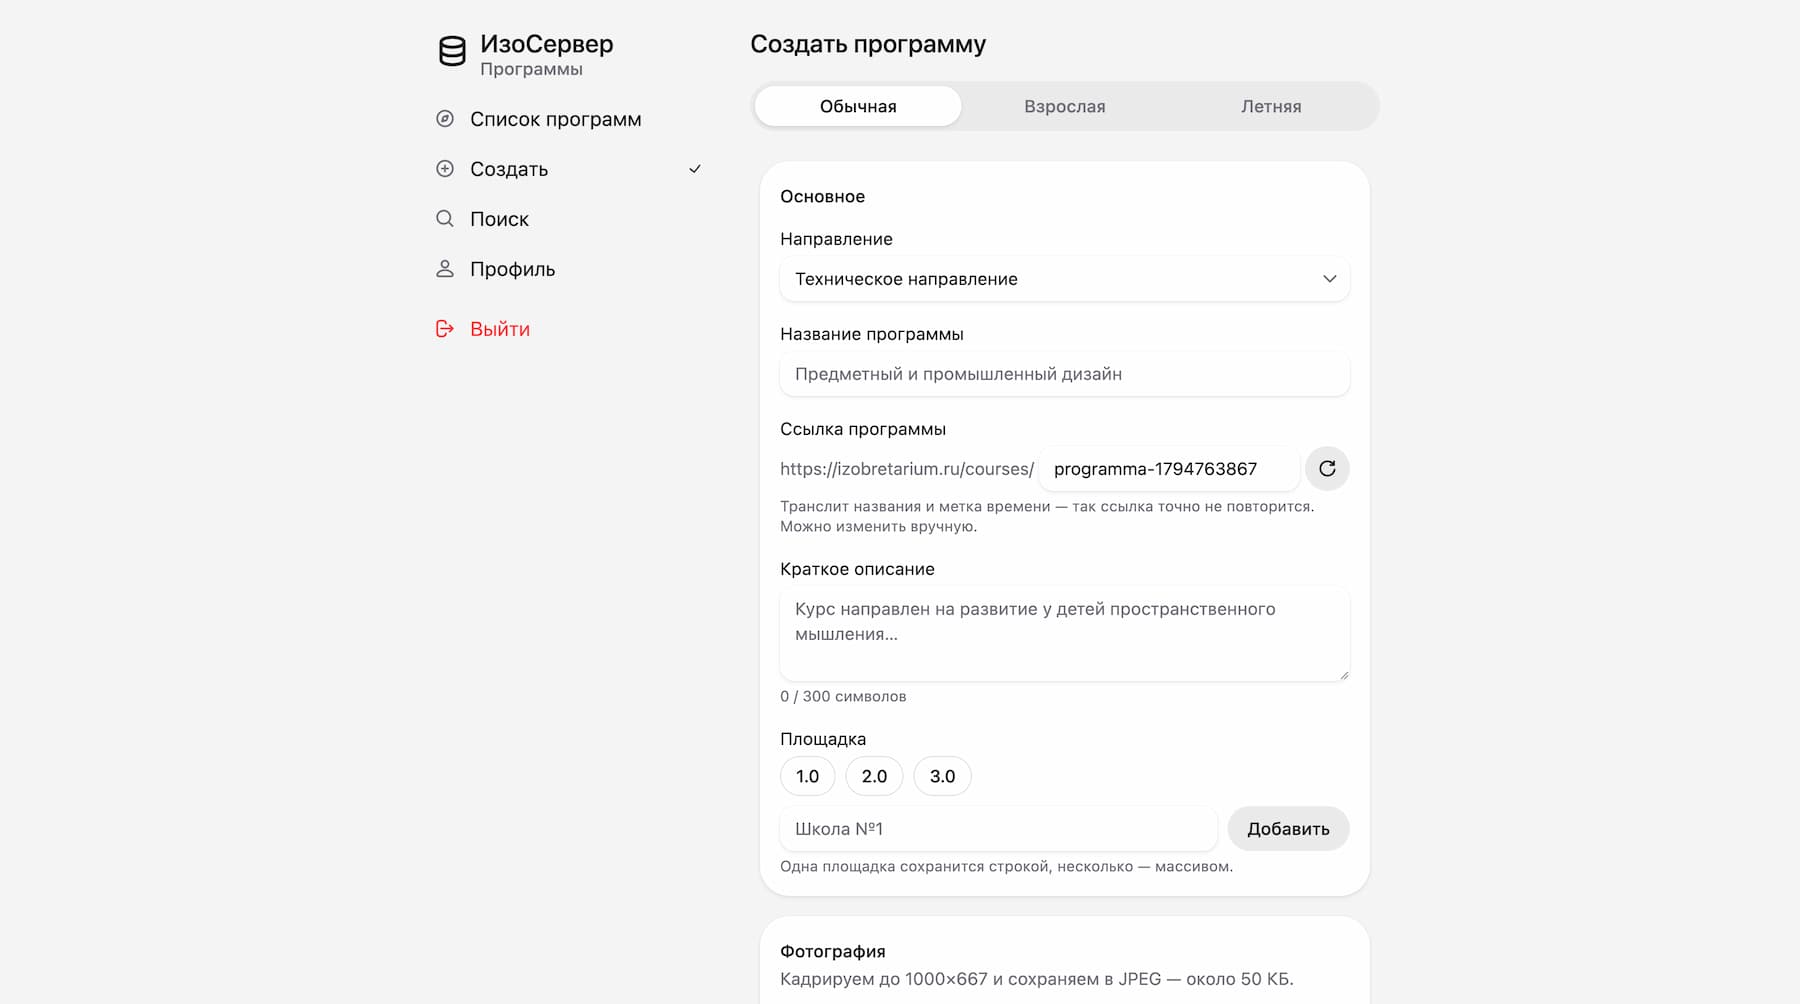 ИзоСервер
Программы
Список программ
Создать
Поиск
Профиль
Выйти
Создать программу
Обычная
Взрослая
Летняя
Основное
Направление
Техническое направление
Название программы
Предметный и промышленный дизайн
Ссылка программы
https://izobretarium.ru/courses/ programma-1794763867
Транслит названия и метка времени — так ссылка точно не повторится.
Можно изменить вручную.
Краткое описание
Курс направлен на развитие у детей пространственного
мышления…
0 / 300 символов
Площадка
1.0
2.0
3.0
Школа №1
Добавить
Одна площадка сохранится строкой, несколько — массивом.
Фотография
Кадрируем до 1000×667 и сохраняем в JPEG — около 50 КБ.